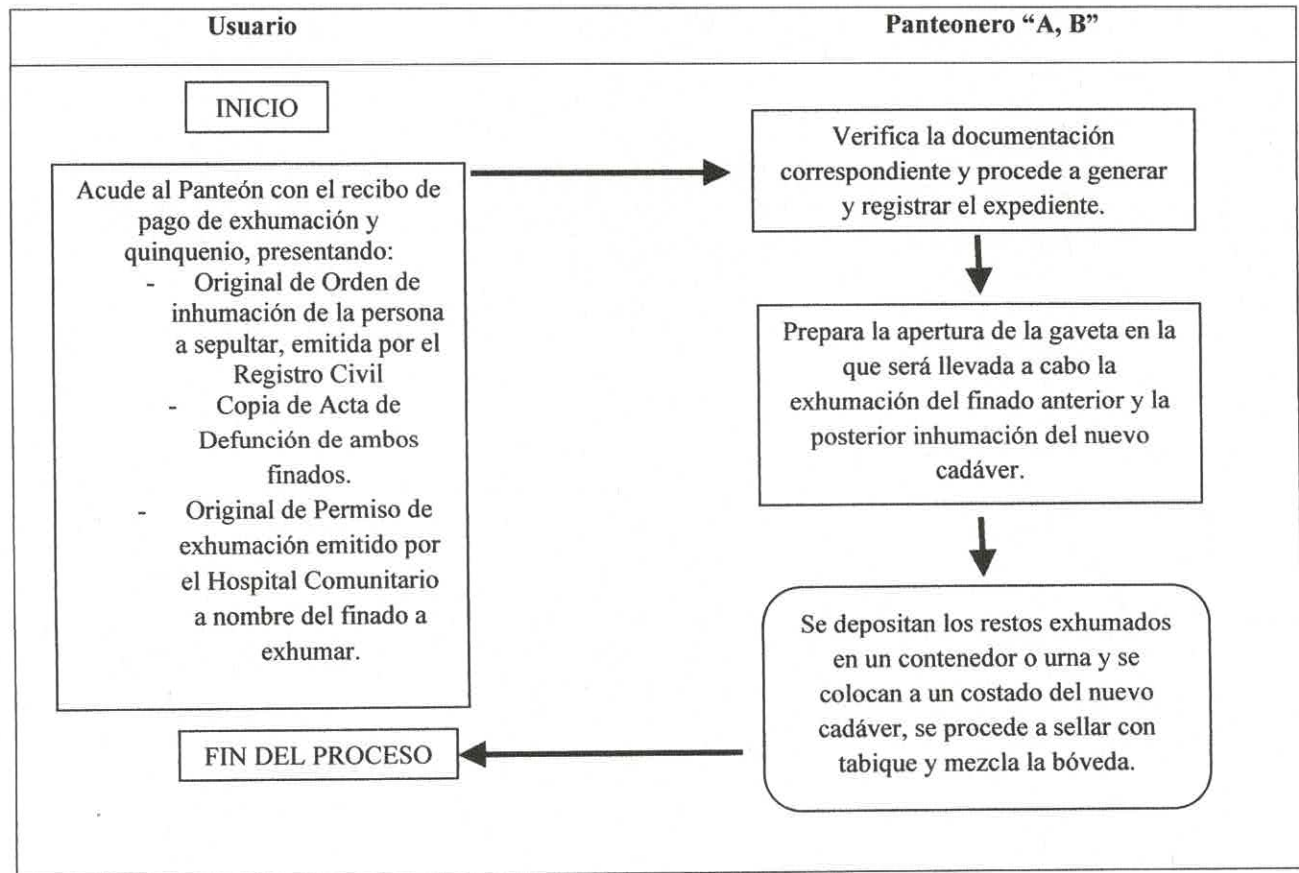 Usuario
Panteonero “A, B”
INICIO
Acude al Panteón con el recibo de
pago de exhumación y
quinquenio, presentando:
- Original de Orden de
inhumación de la persona
a sepultar, emitida por el
Registro Civil
- Copia de Acta de
Defunción de ambos
finados.
- Original de Permiso de
exhumación emitido por
el Hospital Comunitario
a nombre del finado a
exhumar.
Verifica la documentación
correspondiente y procede a generar
y registrar el expediente.
Prepara la apertura de la gaveta en la
que será llevada a cabo la
exhumación del finado anterior y la
posterior inhumación del nuevo
cadáver.
Se depositan los restos exhumados
en un contenedor o urna y se
colocan a un costado del nuevo
cadáver, se procede a sellar con
tabique y mezcla la bóveda.
FIN DEL PROCESO